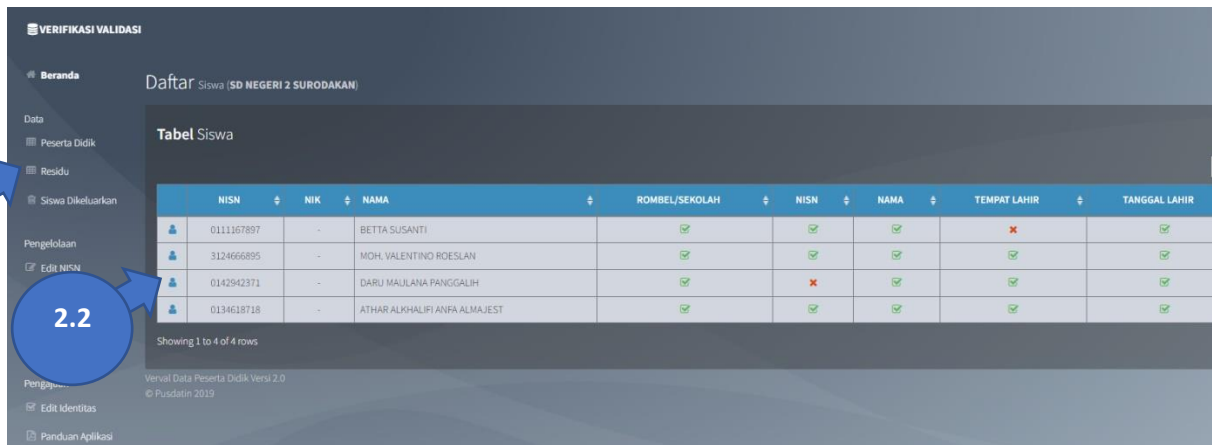 VERIFIKASI VALIDASI
Beranda
Data
Peserta Didik
Residu
Siswa Dikeluarkan
Pengelolaan
Edit NISN
2.2
Edit Identitas
Panduan Aplikasi
Daftar Siswa (SD NEGERI 2 SURODAKAN)
Tabel Siswa
NISN NIK NAMA ROMBEL/SEKOLAH NISN NAMA TEMPAT LAHIR TANGGAL LAHIR
0111167897 - BETTA SUSANTI
3124666895 - MOH. VALENTINO ROESLAN
0142942371 - DARU MAULANA PANGGALIH
0134618718 - ATHAR ALKHALIFI ANFA ALMAJEST
Showing 1 to 4 of 4 rows
Verval Data Peserta Didik Versi 2.0
© Pusdatin 2019